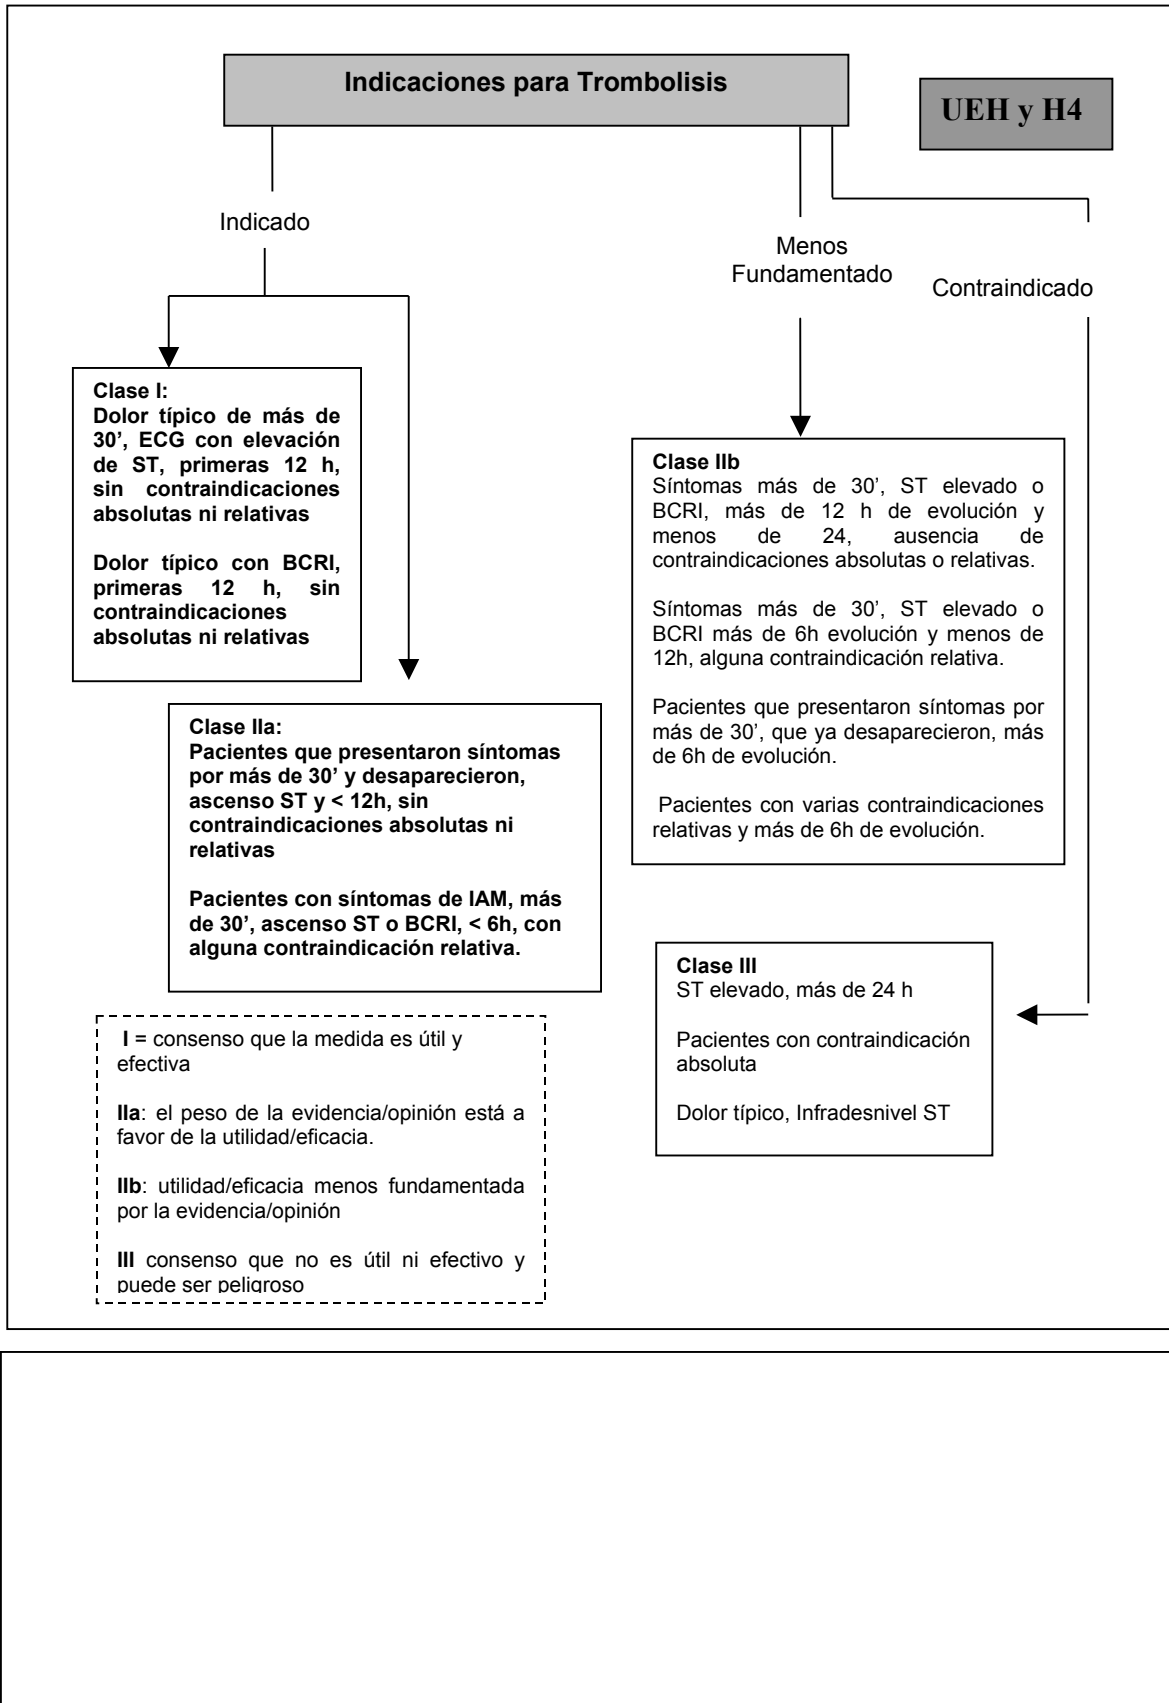 Indicaciones para Trombolisis
UEH y H4
Indicado
Menos
Fundamentado
Contraindicado
Clase I:
Dolor típico de más de
30’, ECG con elevación
de ST, primeras 12 h,
sin contraindicaciones
absolutas ni relativas
Dolor típico con BCRI,
primeras 12 h, sin
contraindicaciones
absolutas ni relativas
Clase IIa:
Pacientes que presentaron síntomas
por más de 30’ y desaparecieron,
ascenso ST y < 12h, sin
contraindicaciones absolutas ni
relativas
Pacientes con síntomas de IAM, más
de 30’, ascenso ST o BCRI, < 6h, con
alguna contraindicación relativa.
Clase IIb
Síntomas más de 30’, ST elevado o
BCRI, más de 12 h de evolución y
menos de 24, ausencia de
contraindicaciones absolutas o relativas.
Síntomas más de 30’, ST elevado o
BCRI más de 6h evolución y menos de
12h, alguna contraindicación relativa.
Pacientes que presentaron síntomas por
más de 30’, que ya desaparecieron, más
de 6h de evolución.
Pacientes con varias contraindicaciones
relativas y más de 6h de evolución.
Clase III
ST elevado, más de 24 h
Pacientes con contraindicación
absoluta
Dolor típico, Infradesnivel ST
I = consenso que la medida es útil y
efectiva
IIa: el peso de la evidencia/opinión está a
favor de la utilidad/eficacia.
IIb: utilidad/eficacia menos fundamentada
por la evidencia/opinión
III consenso que no es útil ni efectivo y
puede ser peligroso